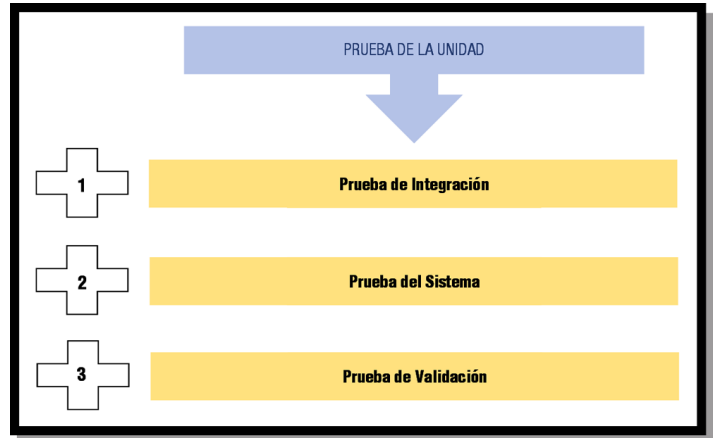 PRUEBA DE LA UNIDAD
1
Prueba de Integración
2
Prueba del Sistema
3
Prueba de Validación